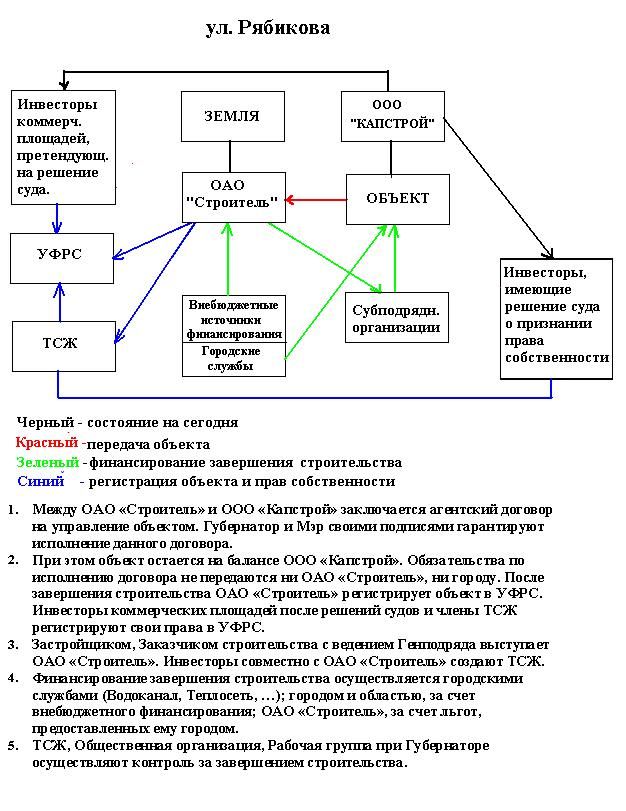 ул. Рябикова
Инвесторы
коммерч.
площадей,
претендующ.
на решение
суда.
ЗЕМЛЯ
ООО
"КАПСТРОЙ"
ОАО
"Строитель"
ОБЪЕКТ
УФРС
Инвесторы,
имеющие
решение суда
о признании
права
собственности
Внебюджетные
источники
финансирования
Городские
службы
Субподрядн.
организации
ТСЖ
Черный - состояние на сегодня
Красный - передача объекта
Зеленый - финансирование завершения строительства
Синий - регистрация объекта и прав собственности
1. Между ОАО «Строитель» и ООО «Капстрой» заключается агентский договор
на управление объектом. Губернатор и Мэр своими подписями гарантируют
исполнение данного договора.
2. При этом объект остается на балансе ООО «Капстрой». Обязательства по
исполнению договора не передаются ни ОАО «Строитель», ни городу. После
завершения строительства ОАО «Строитель» регистрирует объект в УФРС.
Инвесторы коммерческих площадей после решений судов и члены ТСЖ
регистрируют свои права в УФРС.
3. Застройщиком, Заказчиком строительства с ведением Генподряда выступает
ОАО «Строитель». Инвесторы совместно с ОАО «Строитель» создают ТСЖ.
4. Финансирование завершения строительства осуществляется городскими
службами (Водоканал, Теплосеть, …); городом и областью, за счет
внебюджетного финансирования; ОАО «Строитель», за счет льгот,
предоставленных ему городом.
5. ТСЖ, Общественная организация, Рабочая группа при Губернаторе
осуществляют контроль за завершением строительства.